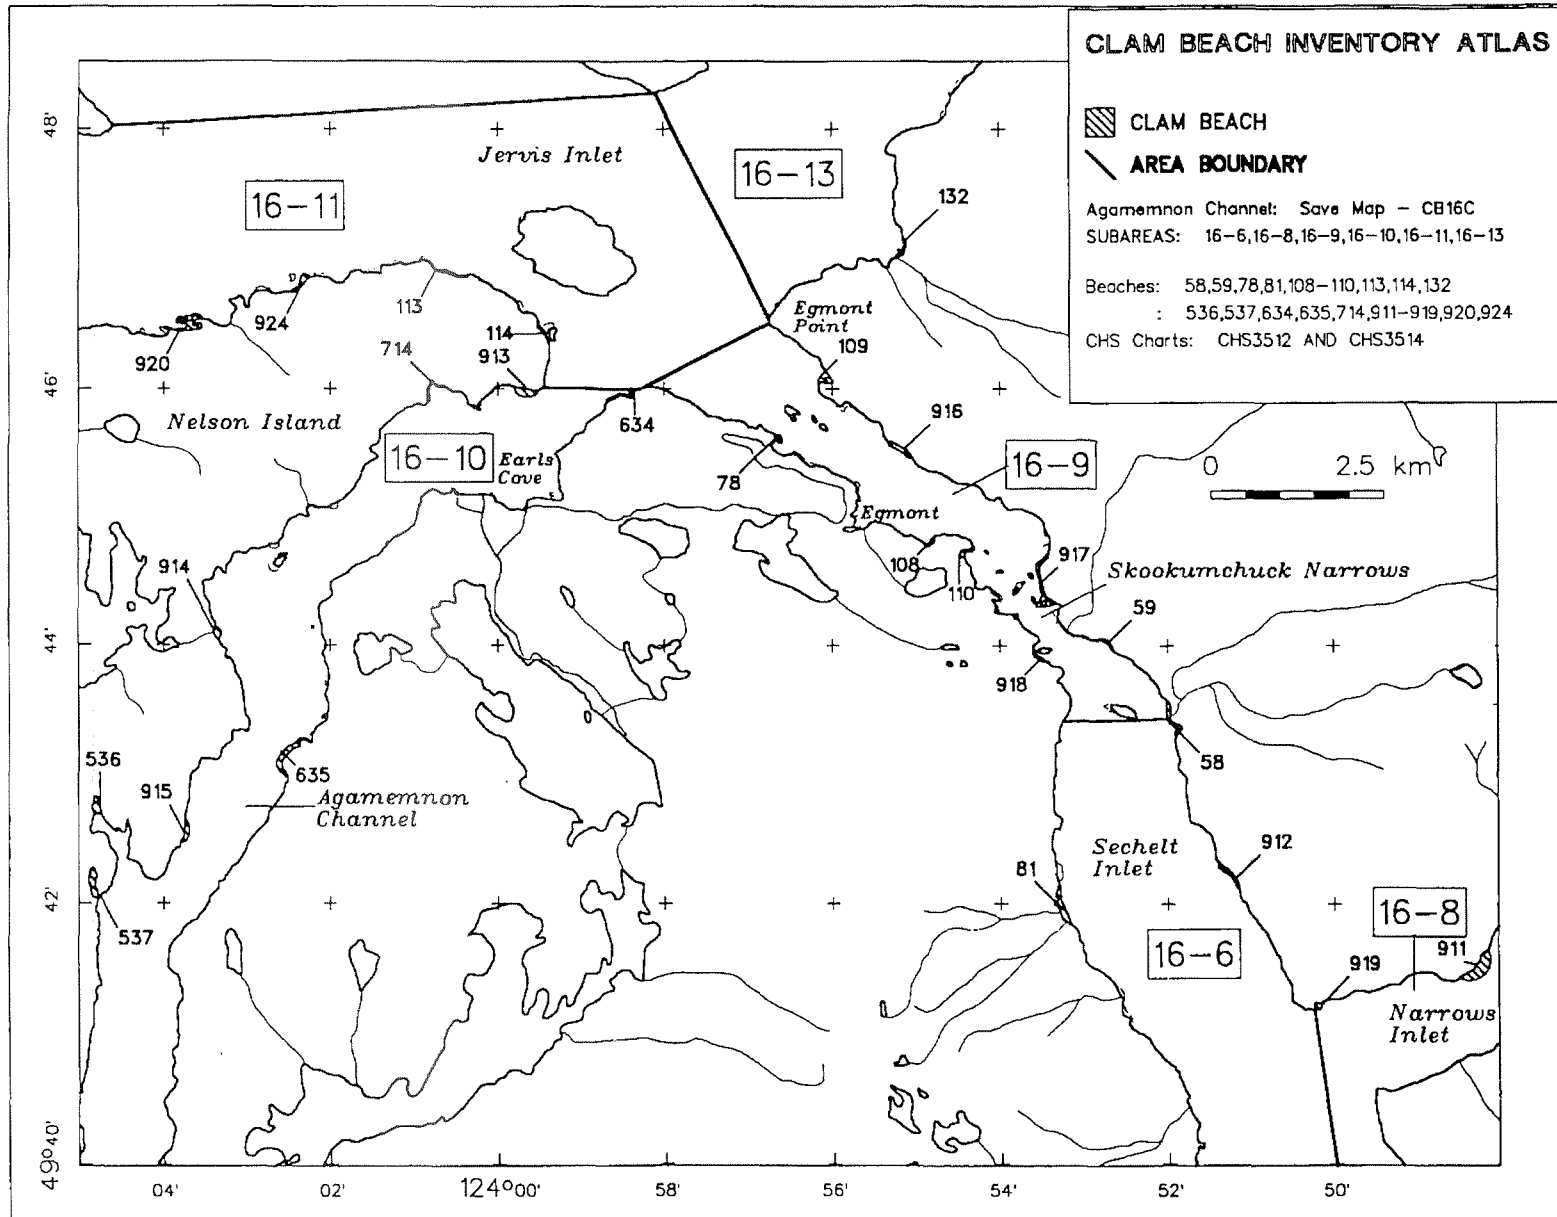 CLAM BEACH INVENTORY ATLAS
CLAM BEACH
AREA BOUNDARY
Agamemnon Channel: Save Map - CB16C
SUBAREAS: 16-6,16-8,16-9,16-10,16-11,16-13
Beaches: 58,59,78,81,108-110,113,114,132
: 536,537,634,635,714,911-919,920,924
CHS Charts: CHS3512 AND CHS3514
48'
Jervis Inlet
16-13
16-11
132
113
924
920
114
Egmont
Point
109
714
913
46'
634
916
Nelson Island
16-10
Earls
Cove
78
16-9
0 2.5 km
Egmont
914
108
110
917
Skookumchuck Narrows
59
44'
918
58
536
915
635
Agamemnon
Channel
Sechelt
Inlet
912
81
42'
537
16-8
911
16-6
919
Narrows
Inlet
49°40'
04'
02'
124°00'
58'
56'
54'
52'
50'